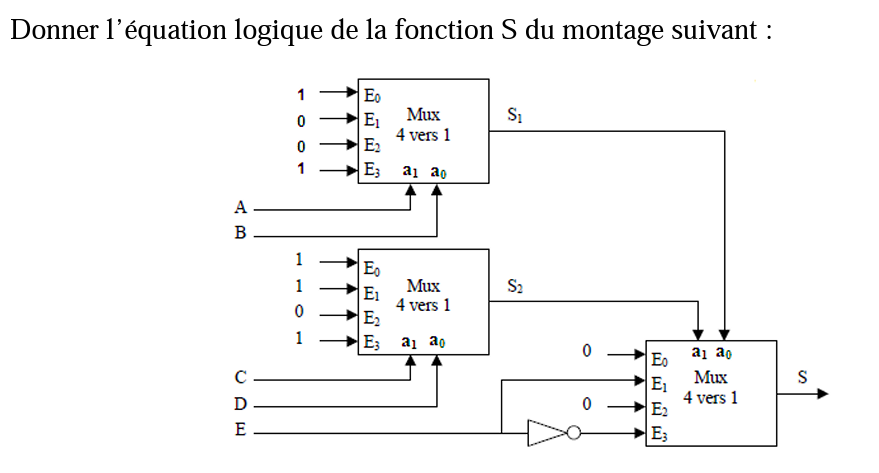 Donner l'équation logique de la fonction S du montage suivant :
1 E₀
0 E₁ Mux S₁
0 E₂ 4 vers 1
1 E₃ a₁ a₀
A
B
1 E₀
1 E₁ Mux S₂
0 E₂ 4 vers 1
1 E₃ a₁ a₀
0 E₀ a₁ a₀
C E₁ Mux S
D 0 E₂ 4 vers 1
E E₃